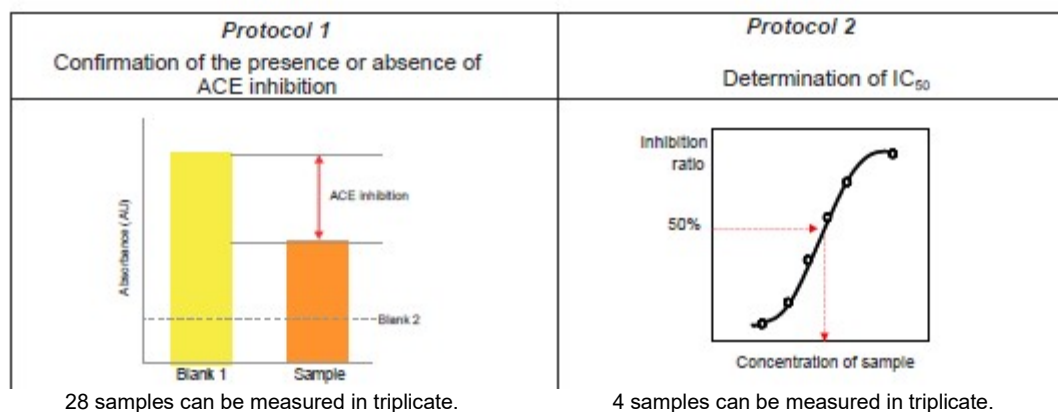 Protocol 1
Confirmation of the presence or absence of
ACE inhibition
Protocol 2
Determination of IC50
Absorbance (AU)
ACE inhibition
Blank 2
Blank 1
Sample
Inhibition
ratio
50%
Concentration of sample
28 samples can be measured in triplicate.
4 samples can be measured in triplicate.